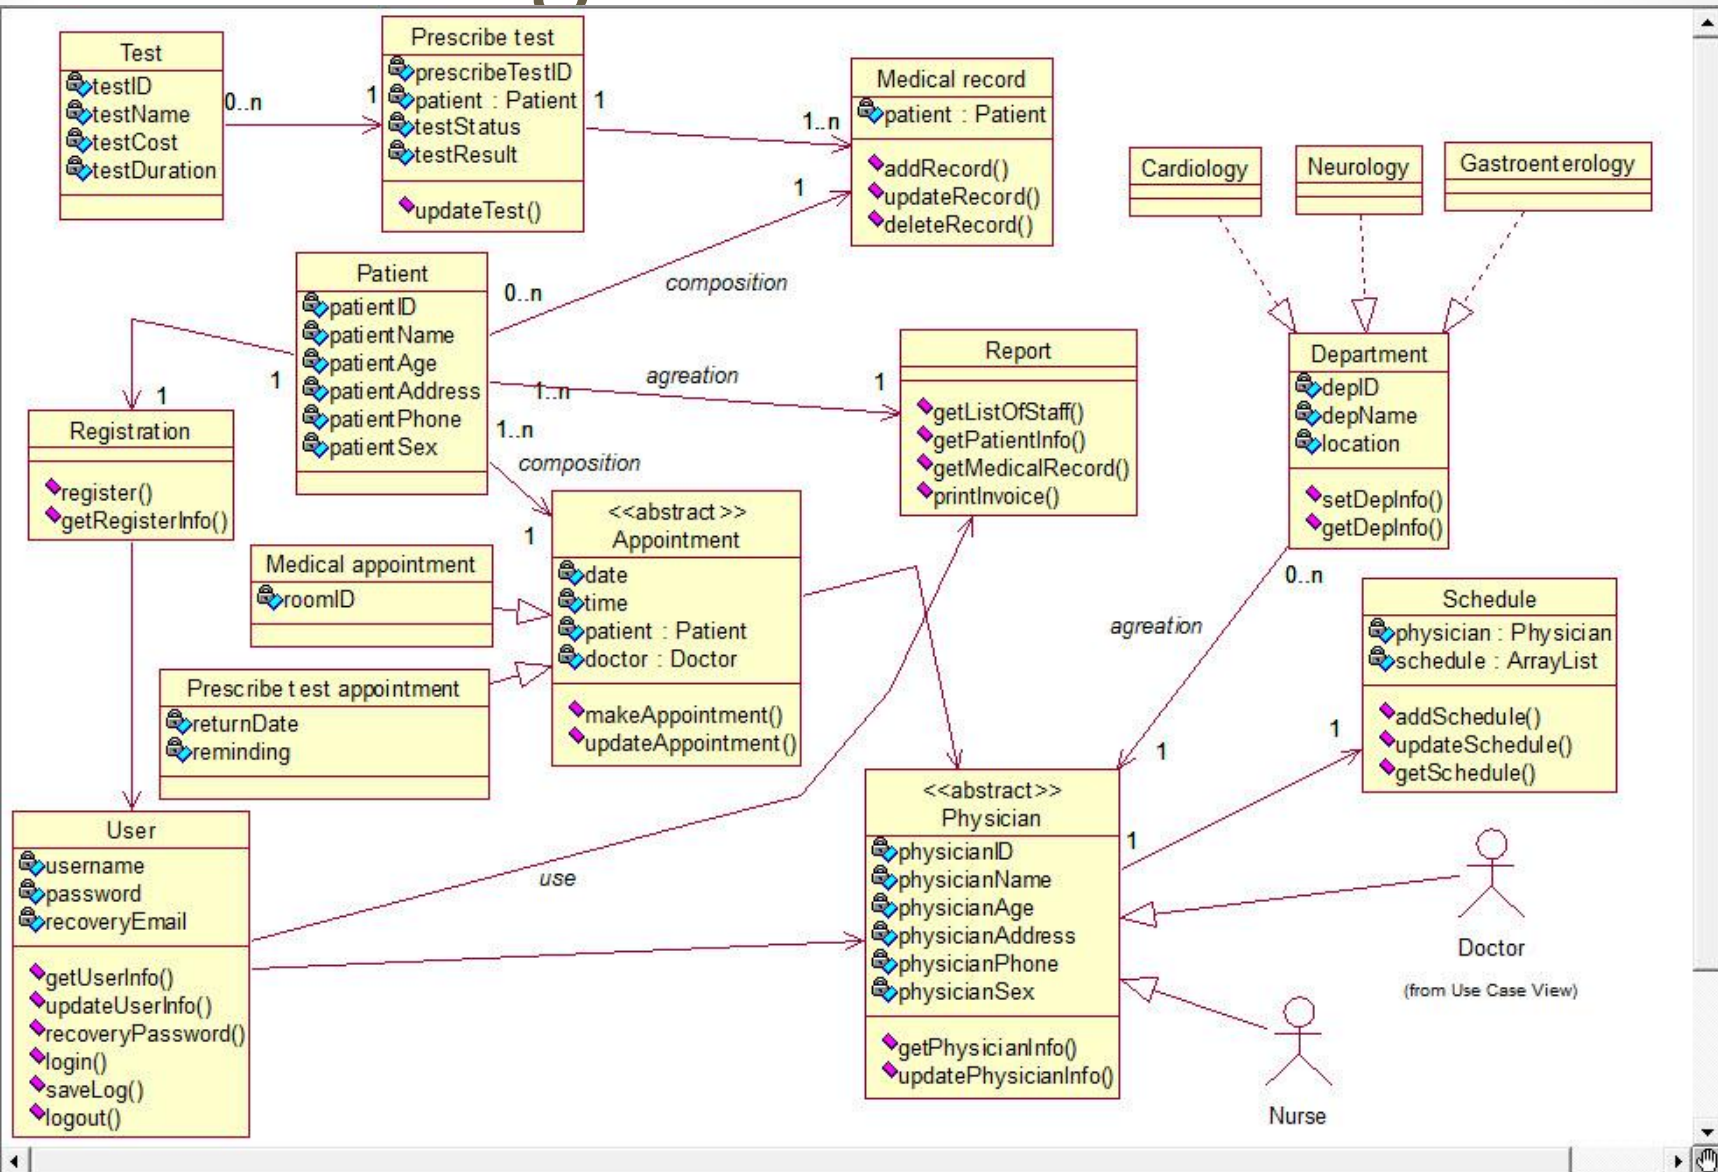 Test
testID
testName
testCost
testDuration
0..n
1
Prescribe test
prescribeTestID
patient : Patient
testStatus
testResult
updateTest()
1
1..n
Medical record
patient : Patient
addRecord()
updateRecord()
deleteRecord()
Cardiology
Neurology
Gastroenterology
Patient
patientID
patientName
patientAge
patientAddress
patientPhone
patientSex
0..n
1
composition
1..n
agreation
1
1
1
1..n
composition
1
Report
getListOfStaff()
getPatientInfo()
getMedicalRecord()
printInvoice()
Department
depID
depName
location
setDepInfo()
getDepInfo()
0..n
agreation
1
Registration
register()
getRegisterInfo()
Medical appointment
roomID
<<abstract>>
Appointment
date
time
patient : Patient
doctor : Doctor
makeAppointment()
updateAppointment()
Prescribe test appointment
returnDate
reminding
Schedule
physician : Physician
schedule : ArrayList
addSchedule()
updateSchedule()
getSchedule()
1
1
User
username
password
recoveryEmail
getUserInfo()
updateUserInfo()
recoveryPassword()
login()
saveLog()
logout()
use
<<abstract>>
Physician
physicianID
physicianName
physicianAge
physicianAddress
physicianPhone
physicianSex
getPhysicianInfo()
updatePhysicianInfo()
Doctor
(from Use Case View)
Nurse